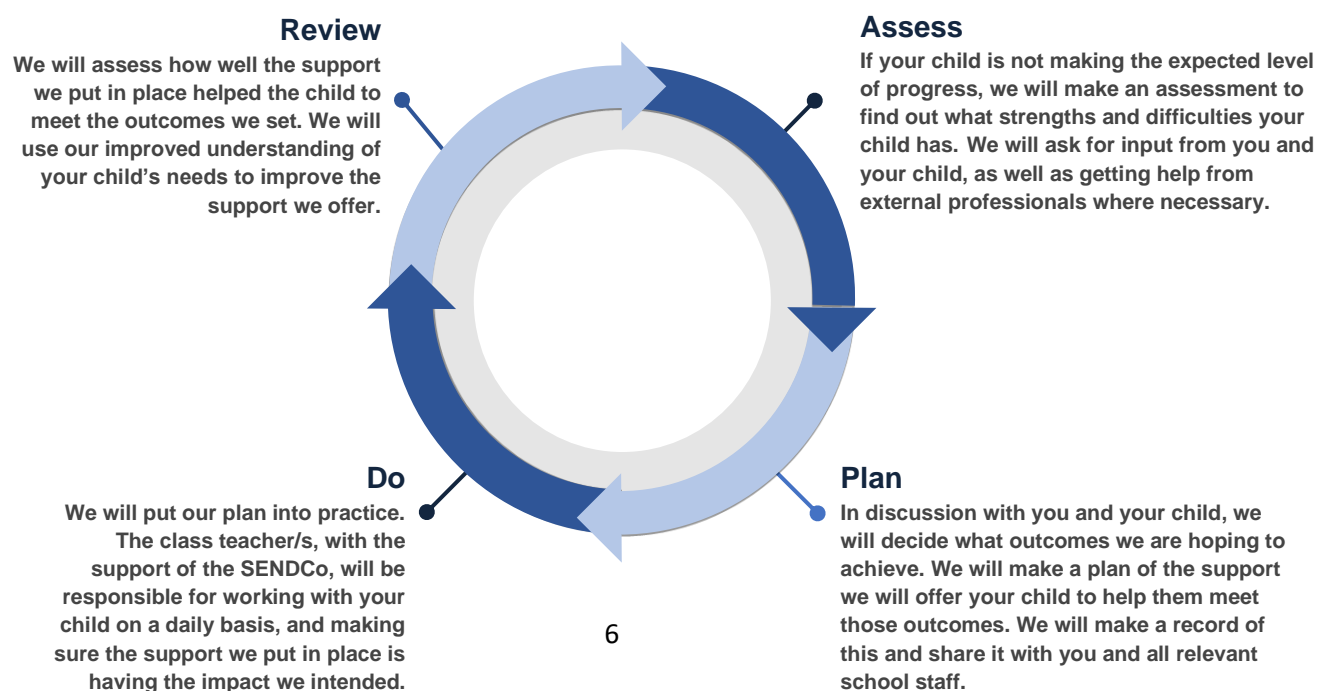 Review
We will assess how well the support
we put in place helped the child to
meet the outcomes we set. We will
use our improved understanding of
your child's needs to improve the
support we offer.
Assess
If your child is not making the expected level
of progress, we will make an assessment to
find out what strengths and difficulties your
child has. We will ask for input from you and
your child, as well as getting help from
external professionals where necessary.
Do
We will put our plan into practice.
The class teacher/s, with the
support of the SENDCo, will be
responsible for working with your
child on a daily basis, and making
sure the support we put in place is
having the impact we intended.
Plan
In discussion with you and your child, we
will decide what outcomes we are hoping to
achieve. We will make a plan of the support
we will offer your child to help them meet
those outcomes. We will make a record of
this and share it with you and all relevant
school staff.
6